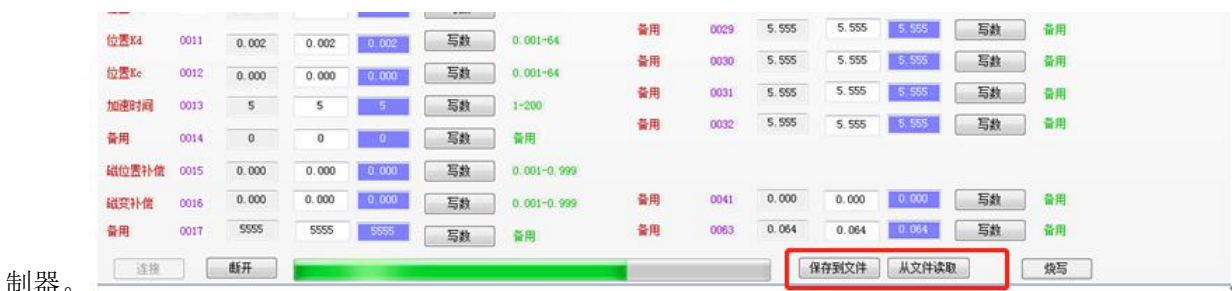 位置Kd 0011 0.002 0.002 0.002 写数 0.001-64 备用 0029 5.555 5.555 5.555 写数 备用
位置Kc 0012 0.000 0.000 0.000 写数 0.001-64 备用 0030 5.555 5.555 5.555 写数 备用
加速时间 0013 5 5 5 写数 1-200 备用 0031 5.555 5.555 5.555 写数 备用
备用 0014 0 0 0 写数 备用 备用 0032 5.555 5.555 5.555 写数 备用
磁位置补偿 0015 0.000 0.000 0.000 写数 0.001-0.999
磁变补偿 0016 0.000 0.000 0.000 写数 0.001-0.999 备用 0041 0.000 0.000 0.000 写数 备用
备用 0017 5555 5555 5555 写数 备用 备用 0063 0.064 0.064 0.064 写数 备用
制器。 连接 断开 保存到文件 从文件读取 烧写